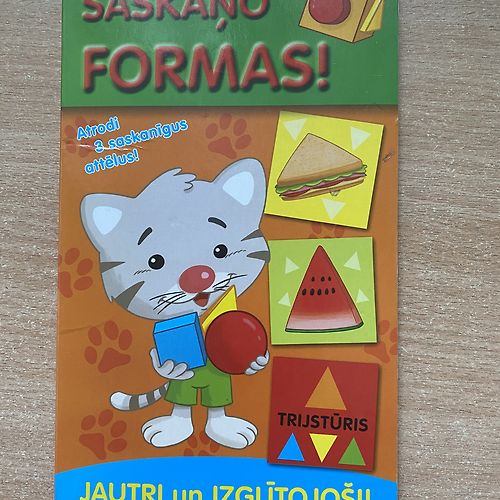 SASKAŅO
FORMAS!
Atrodi
3 saskanīgus
attēlus!
TRIJSTŪRIS
JAUTRI un IZGLĪTOJOŠI!